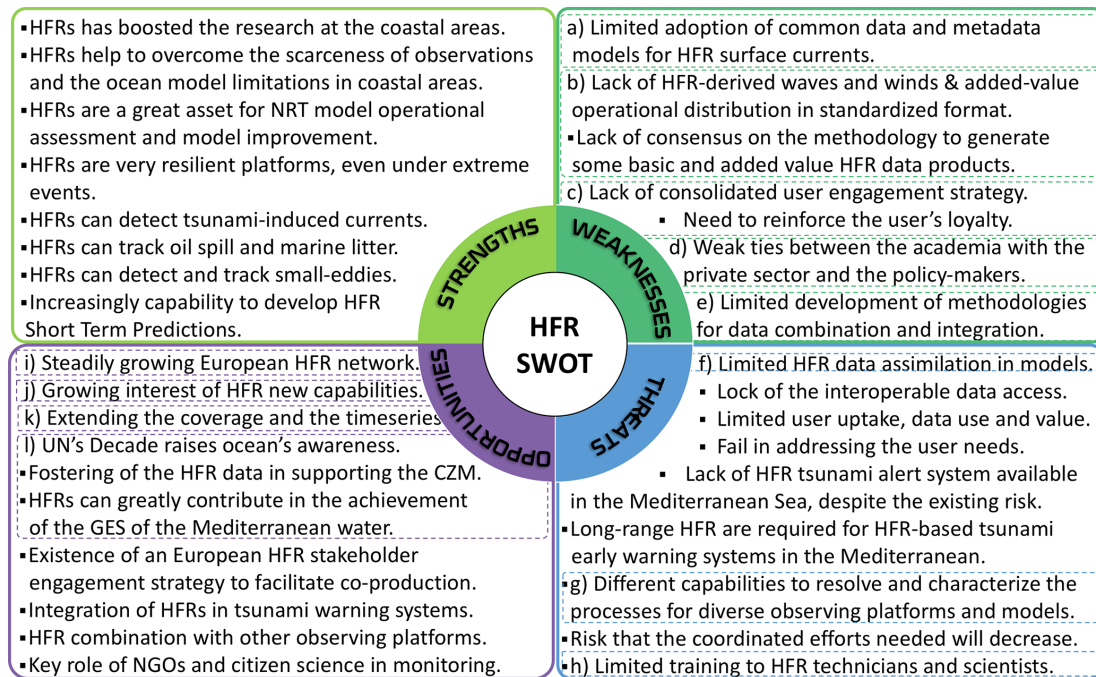 ▪HFRs has boosted the research at the coastal areas.
▪HFRs help to overcome the scarceness of observations
and the ocean model limitations in coastal areas.
▪HFRs are a great asset for NRT model operational
assessment and model improvement.
▪HFRs are very resilient platforms, even under extreme
events.
▪HFRs can detect tsunami-induced currents.
▪HFRs can track oil spill and marine litter.
▪HFRs can detect and track small-eddies.
▪Increasingly capability to develop HFR
Short Term Predictions.
a) Limited adoption of common data and metadata
models for HFR surface currents.
b) Lack of HFR-derived waves and winds & added-value
operational distribution in standardized format.
▪Lack of consensus on the methodology to generate
some basic and added value HFR data products.
c) Lack of consolidated user engagement strategy.
▪ Need to reinforce the user's loyalty.
d) Weak ties between the academia with the
private sector and the policy-makers.
e) Limited development of methodologies
for data combination and integration.
STRENGTHS
WEAKNESSES
HFR
SWOT
OPPORTUNITIES
THREATS
i) Steadily growing European HFR network.
j) Growing interest of HFR new capabilities.
k) Extending the coverage and the timeseries
l) UN's Decade raises ocean's awareness.
▪Fostering of the HFR data in supporting the CZM.
▪HFRs can greatly contribute in the achievement
of the GES of the Mediterranean water.
▪Existence of an European HFR stakeholder
engagement strategy to facilitate co-production.
▪Integration of HFRs in tsunami warning systems.
▪HFR combination with other observing platforms.
▪Key role of NGOs and citizen science in monitoring.
f) Limited HFR data assimilation in models.
▪ Lock of the interoperable data access.
▪ Limited user uptake, data use and value.
▪ Fail in addressing the user needs.
▪ Lack of HFR tsunami alert system available
in the Mediterranean Sea, despite the existing risk.
▪Long-range HFR are required for HFR-based tsunami
early warning systems in the Mediterranean.
▪g) Different capabilities to resolve and characterize the
processes for diverse observing platforms and models.
▪Risk that the coordinated efforts needed will decrease.
▪h) Limited training to HFR technicians and scientists.